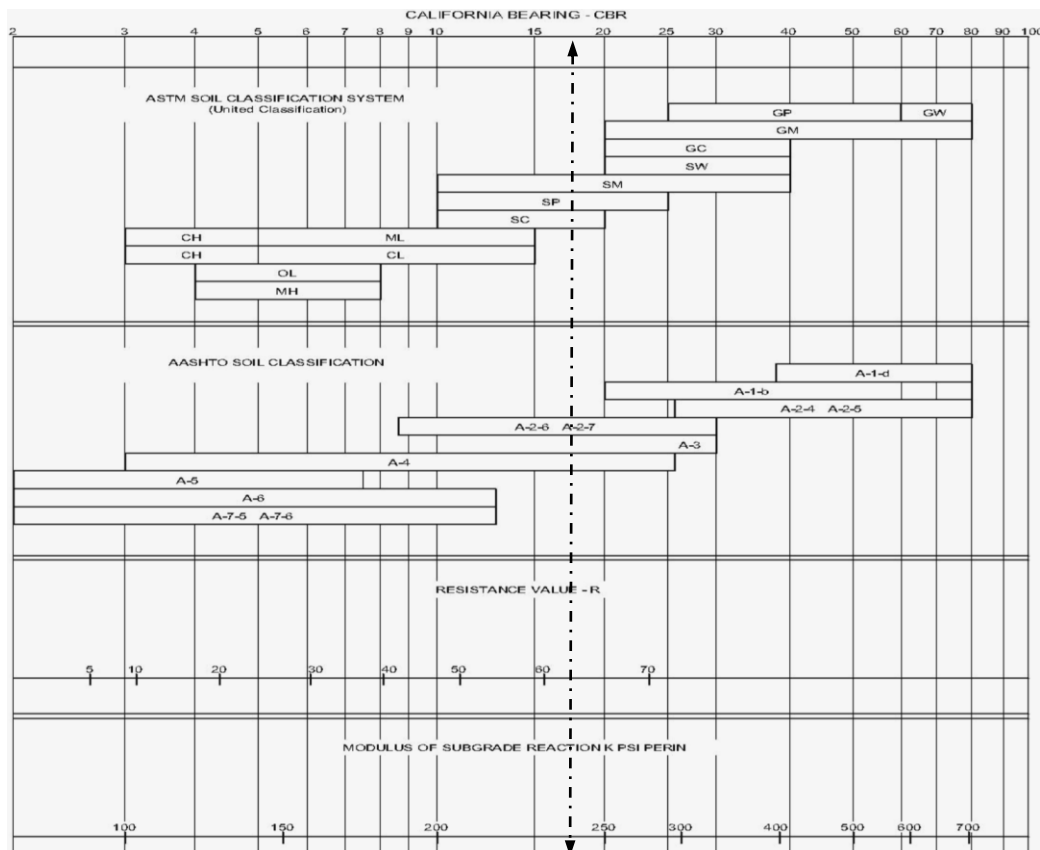 CALIFORNIA BEARING - CBR
2 3 4 5 6 7 8 9 10 15 20 25 30 40 50 60 70 80 90 100
ASTM SOIL CLASSIFICATION SYSTEM
(United Classification)
GP GW
GM
GC
SW
SM
SP
SC
CH ML
CH CL
OL
MH
AASHTO SOIL CLASSIFICATION
A-1-d
A-1-b
A-2-4 A-2-5
A-2-6 A-2-7
A-3
A-4
A-5
A-6
A-7-5 A-7-6
RESISTANCE VALUE - R
5 10 20 30 40 50 60 70
MODULUS OF SUBGRADE REACTION K PSI PERIN
100 150 200 250 300 400 500 600 700